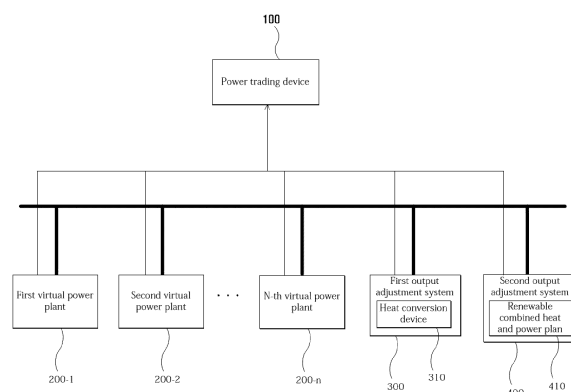 100
Power trading device
First virtual power
plant
Second virtual
power plant
. . .
N-th virtual power
plant
First output
adjustment system
Heat conversion
device
Second output
adjustment system
Renewable
combined heat
and power plan
200-1
200-2
200-n
300
310
400
410